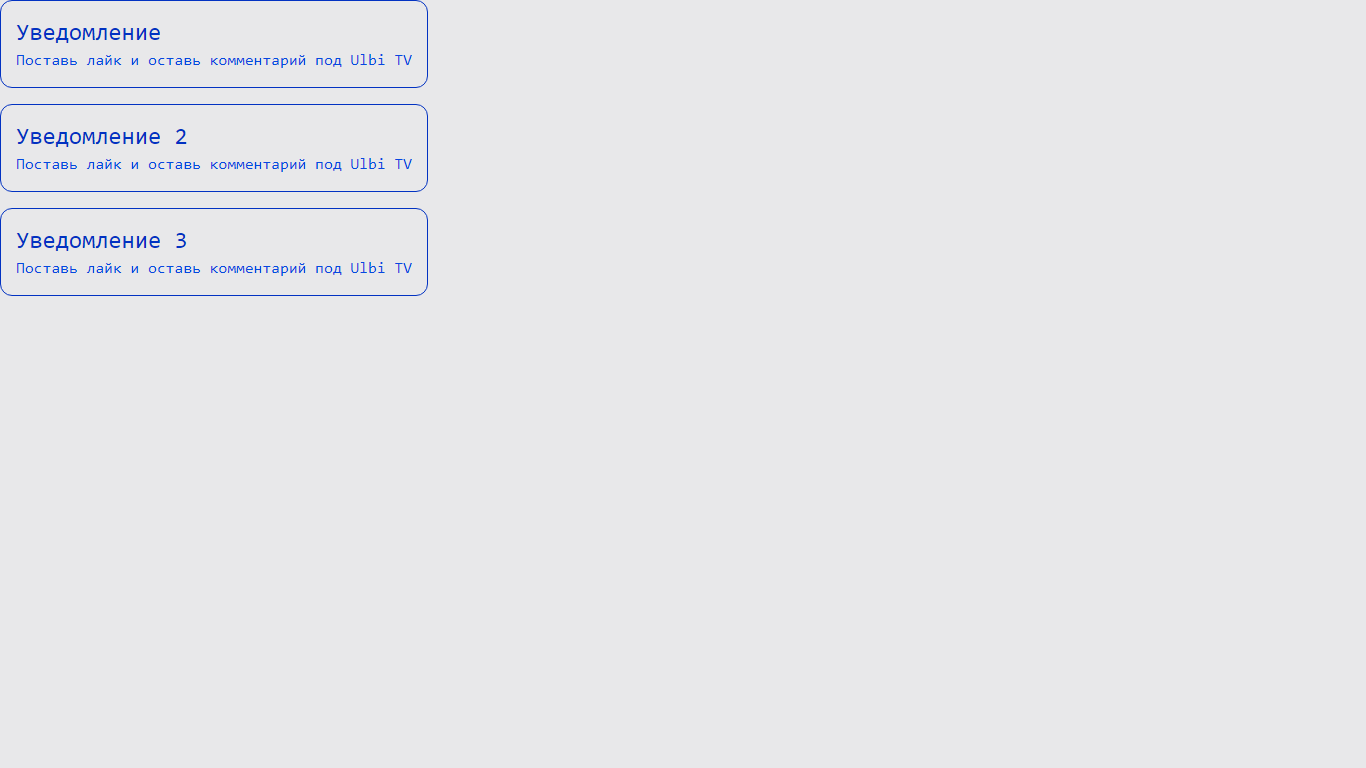 Уведомление
Поставь лайк и оставь комментарий под Ulbi TV
Уведомление 2
Поставь лайк и оставь комментарий под Ulbi TV
Уведомление 3
Поставь лайк и оставь комментарий под Ulbi TV